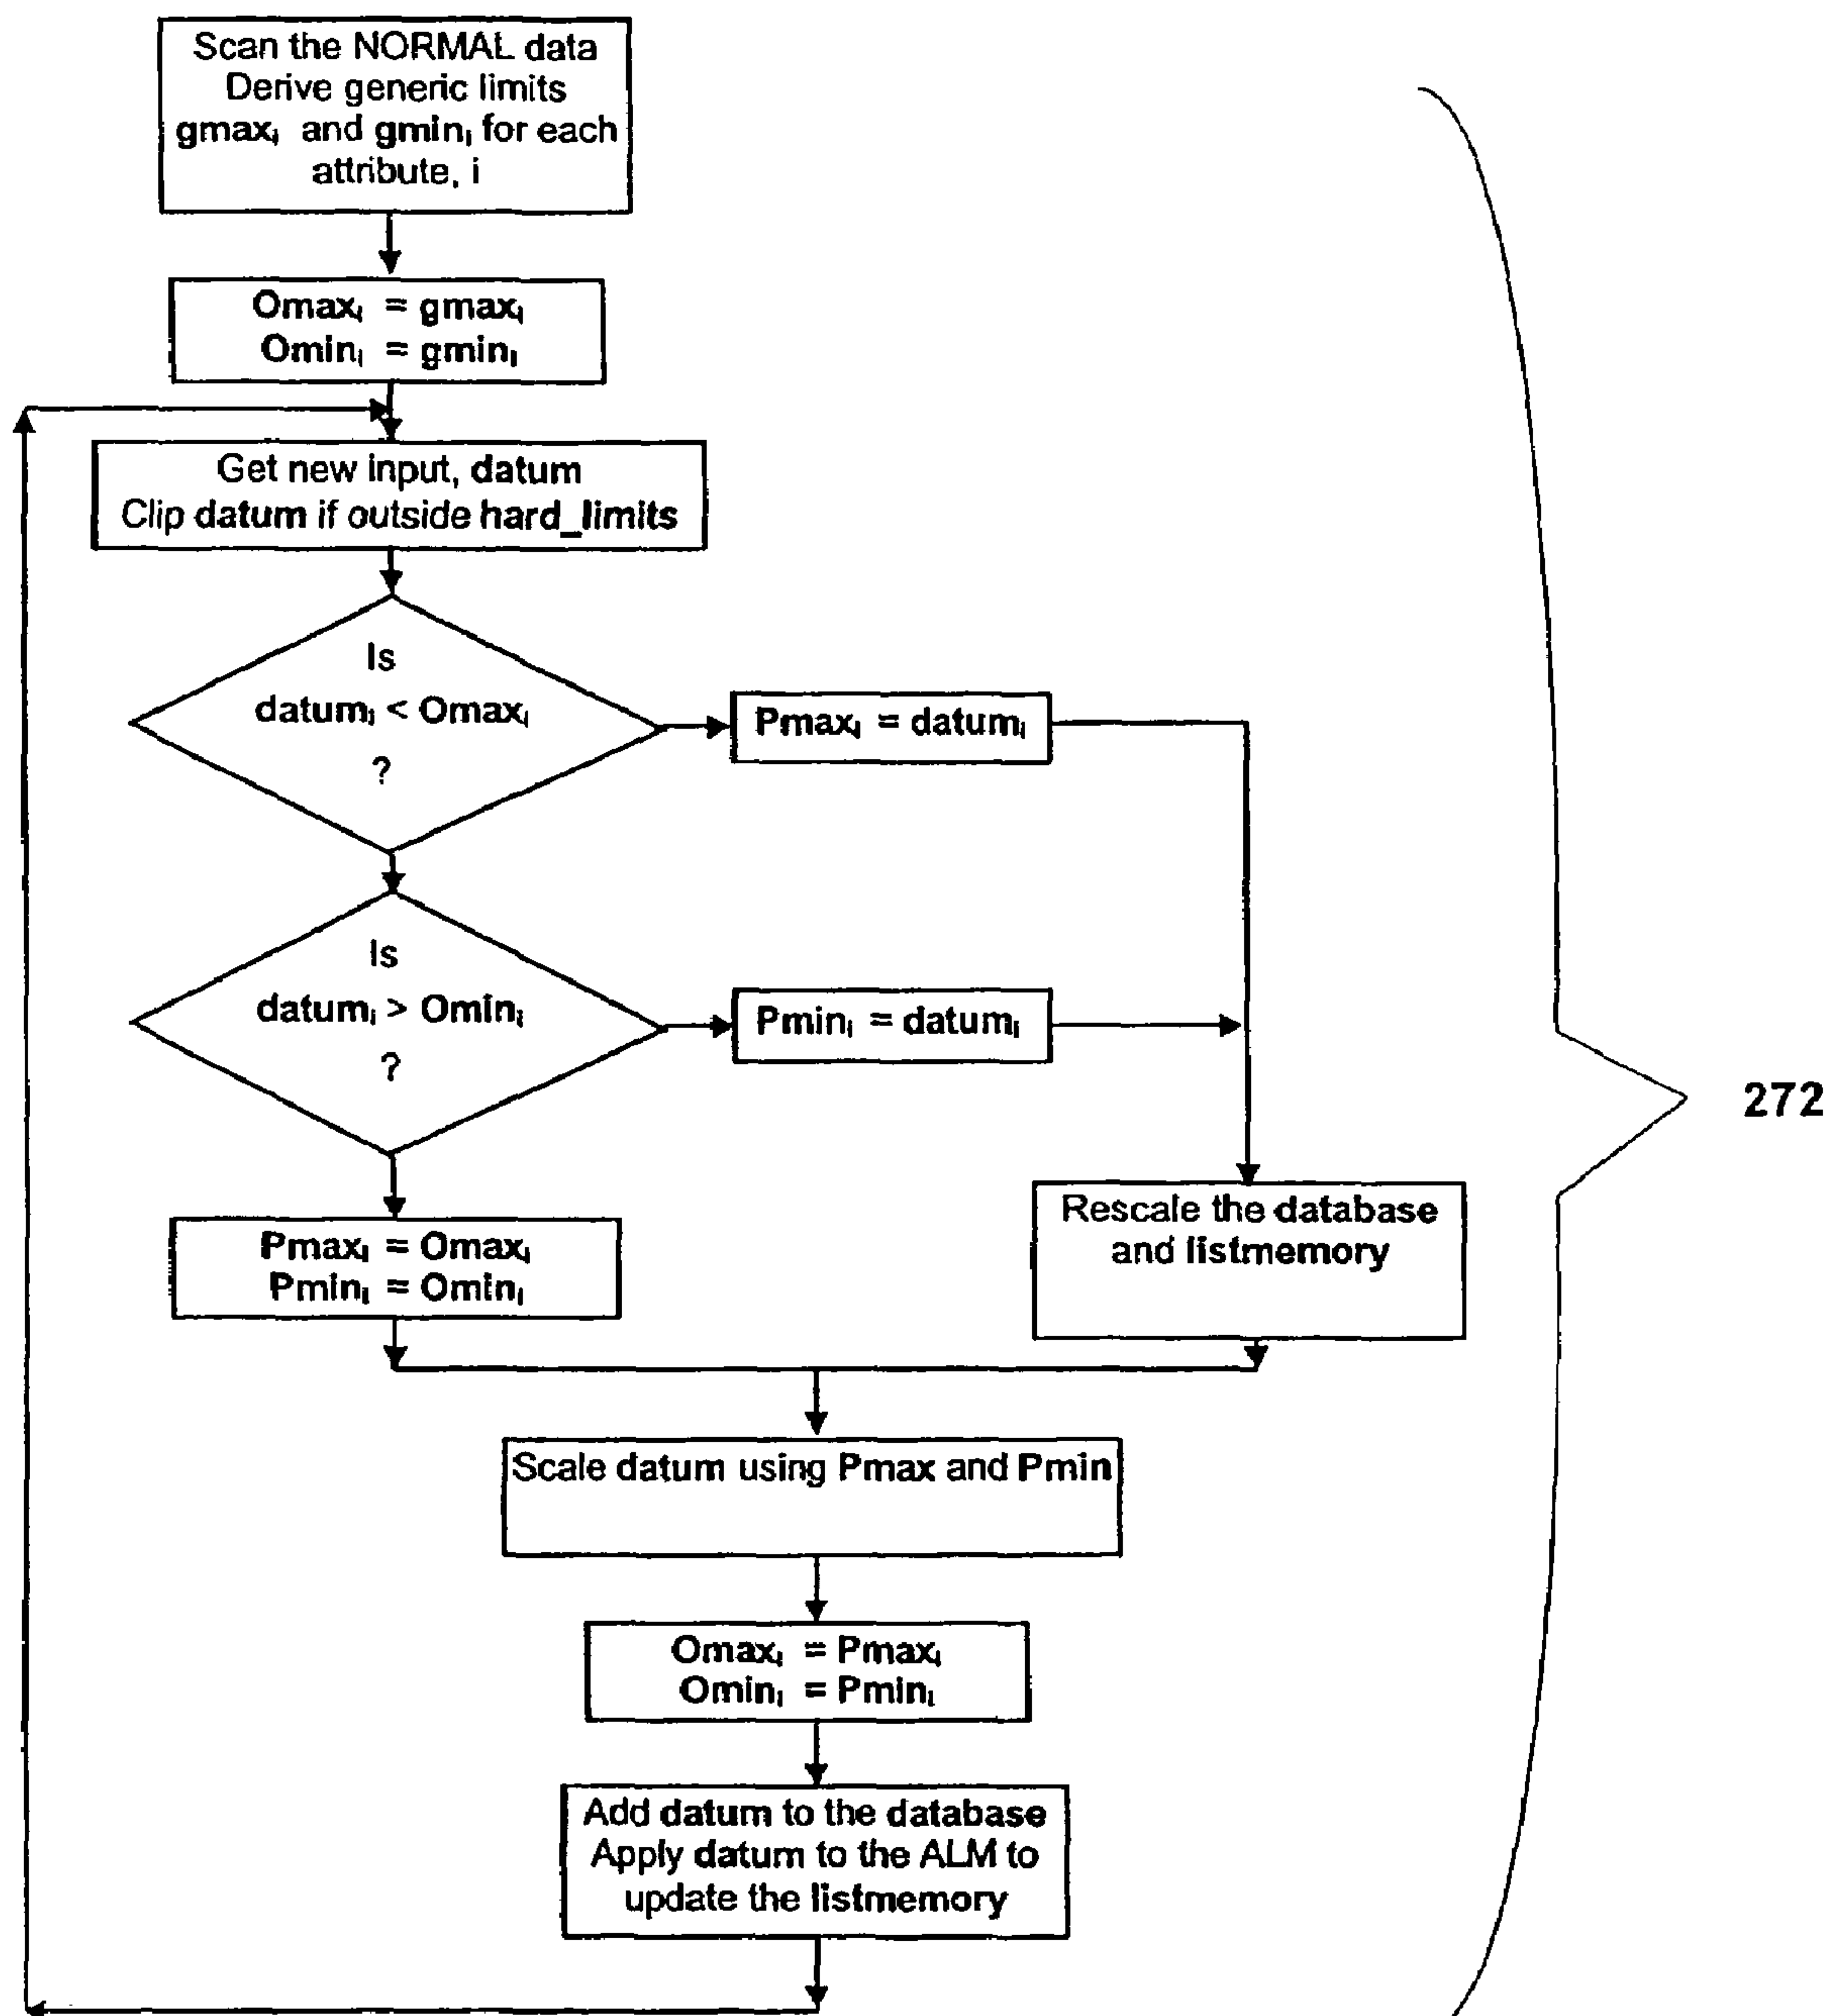 Scan the NORMAL data
Derive generic limits
gmaxᵢ and gminᵢ for each
attribute, i
Omaxᵢ = gmaxᵢ
Ominᵢ = gminᵢ
Get new input, datum
Clip datum if outside hard_limits
Is
datumᵢ < Omaxᵢ
?
Pmaxᵢ = datumᵢ
Is
datumᵢ > Ominᵢ
?
Pminᵢ = datumᵢ
272
Pmaxᵢ = Omaxᵢ
Pminᵢ = Ominᵢ
Rescale the database
and listmemory
Scale datum using Pmax and Pmin
Omaxᵢ = Pmaxᵢ
Ominᵢ = Pminᵢ
Add datum to the database
Apply datum to the ALM to
update the listmemory